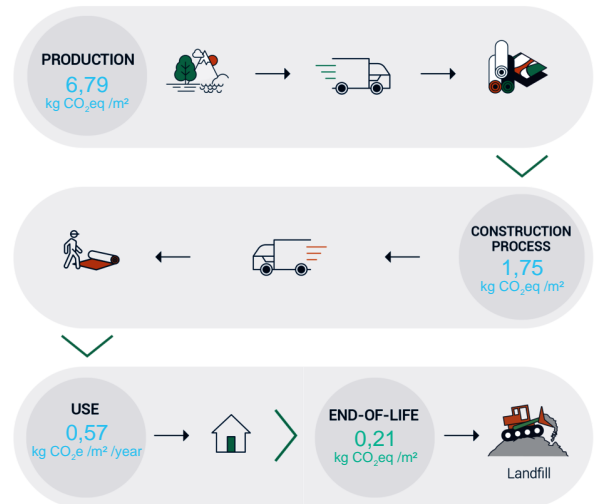 PRODUCTION
6,79
kg CO₂eq /m²
CONSTRUCTION
PROCESS
1,75
kg CO₂eq /m²
USE
0,57
kg CO₂e /m² /year
END-OF-LIFE
0,21
kg CO₂eq /m²
Landfill